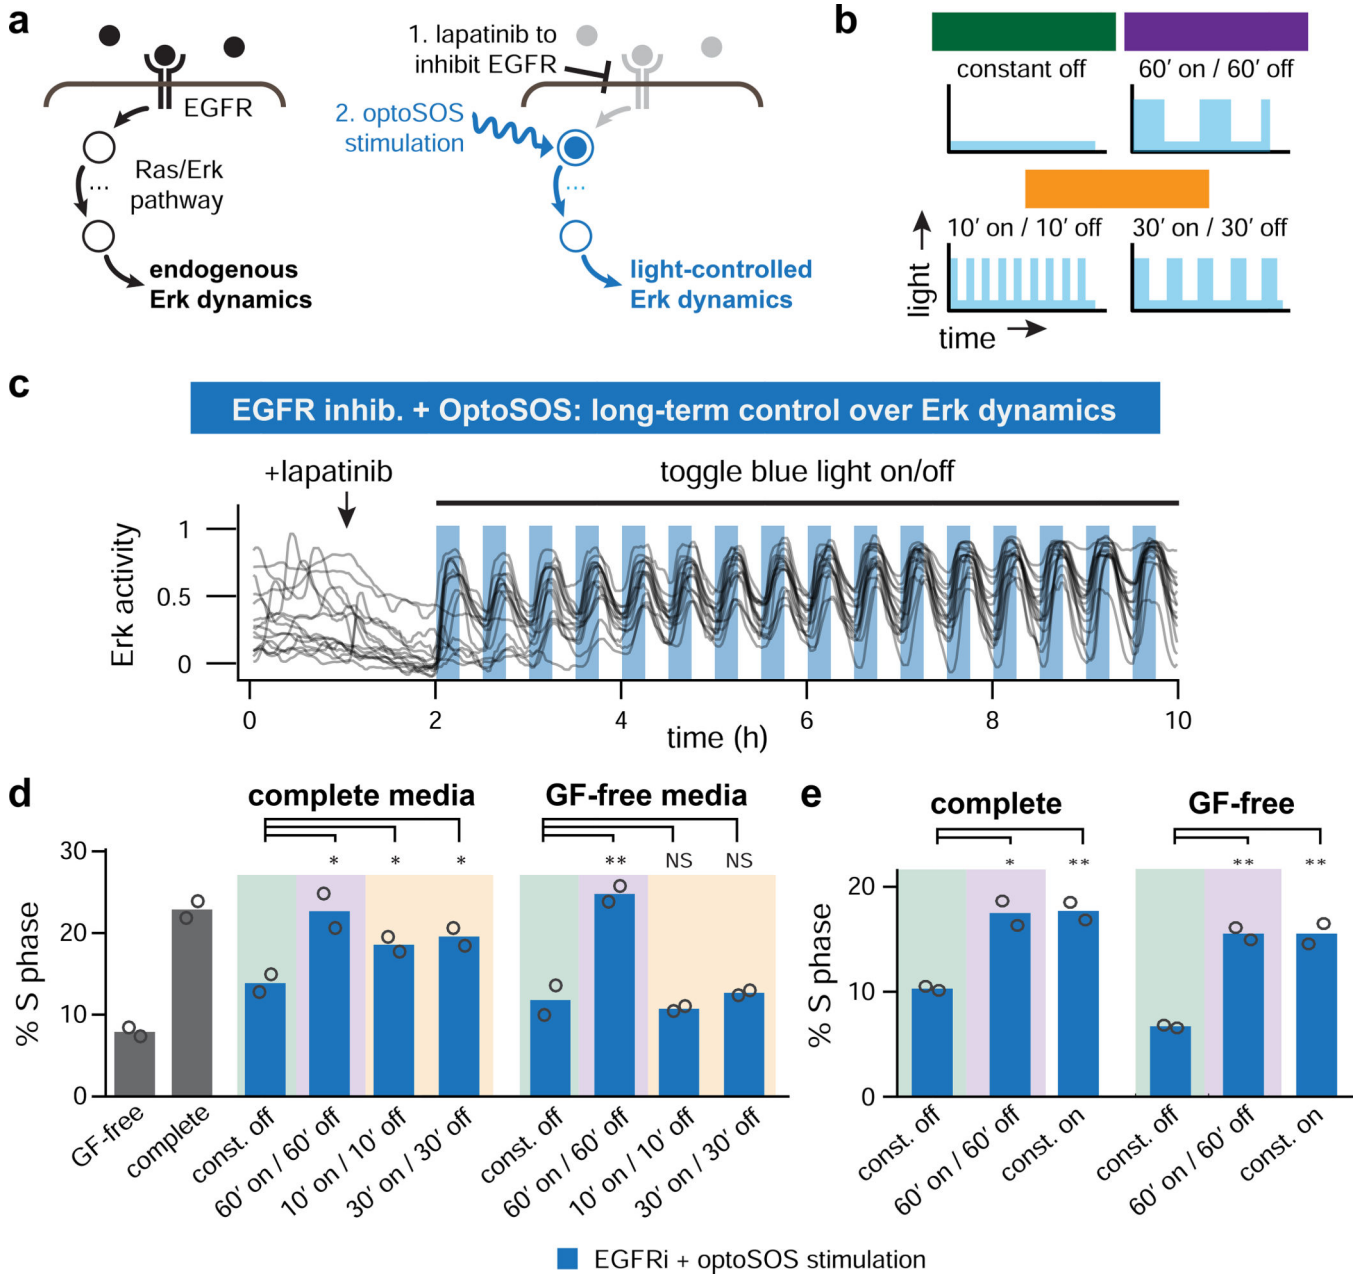 a
EGFR
Ras/Erk
pathway
...
endogenous
Erk dynamics
1. lapatinib to
inhibit EGFR
2. optoSOS
stimulation
...
light-controlled
Erk dynamics
b
constant off
60′ on / 60′ off
10′ on / 10′ off
30′ on / 30′ off
light
time
c
EGFR inhib. + OptoSOS: long-term control over Erk dynamics
+lapatinib
toggle blue light on/off
Erk activity
1
0.5
0
0
2
4
6
8
10
time (h)
d
complete media
GF-free media
* * * ** NS NS
% S phase
30
20
10
0
GF-free
complete
const. off
60′ on / 60′ off
10′ on / 10′ off
30′ on / 30′ off
const. off
60′ on / 60′ off
10′ on / 10′ off
30′ on / 30′ off
e
complete
GF-free
* ** ** **
% S phase
20
10
0
const. off
60′ on / 60′ off
const. on
const. off
60′ on / 60′ off
const. on
EGFRi + optoSOS stimulation